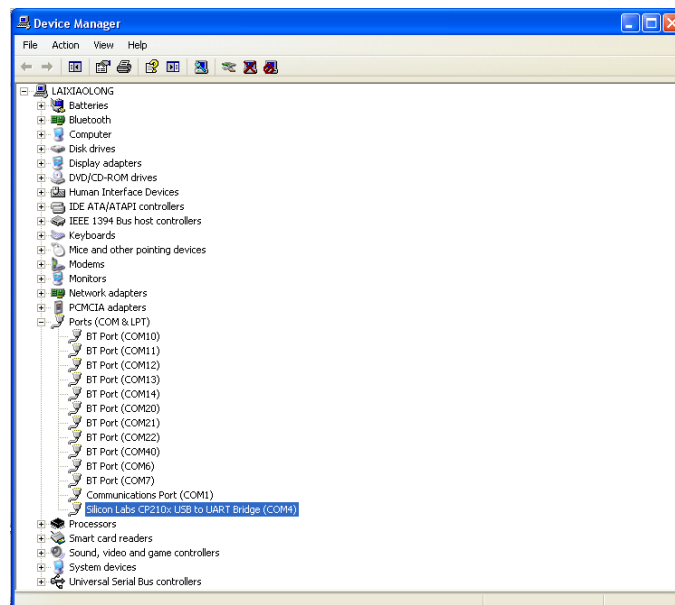 Device Manager
File Action View Help
LAIXIAOLONG
Batteries
Bluetooth
Computer
Disk drives
Display adapters
DVD/CD-ROM drives
Human Interface Devices
IDE ATA/ATAPI controllers
IEEE 1394 Bus host controllers
Keyboards
Mice and other pointing devices
Modems
Monitors
Network adapters
PCMCIA adapters
Ports (COM & LPT)
BT Port (COM10)
BT Port (COM11)
BT Port (COM12)
BT Port (COM13)
BT Port (COM14)
BT Port (COM20)
BT Port (COM21)
BT Port (COM22)
BT Port (COM40)
BT Port (COM6)
BT Port (COM7)
Communications Port (COM1)
Silicon Labs CP210x USB to UART Bridge (COM4)
Processors
Smart card readers
Sound, video and game controllers
System devices
Universal Serial Bus controllers